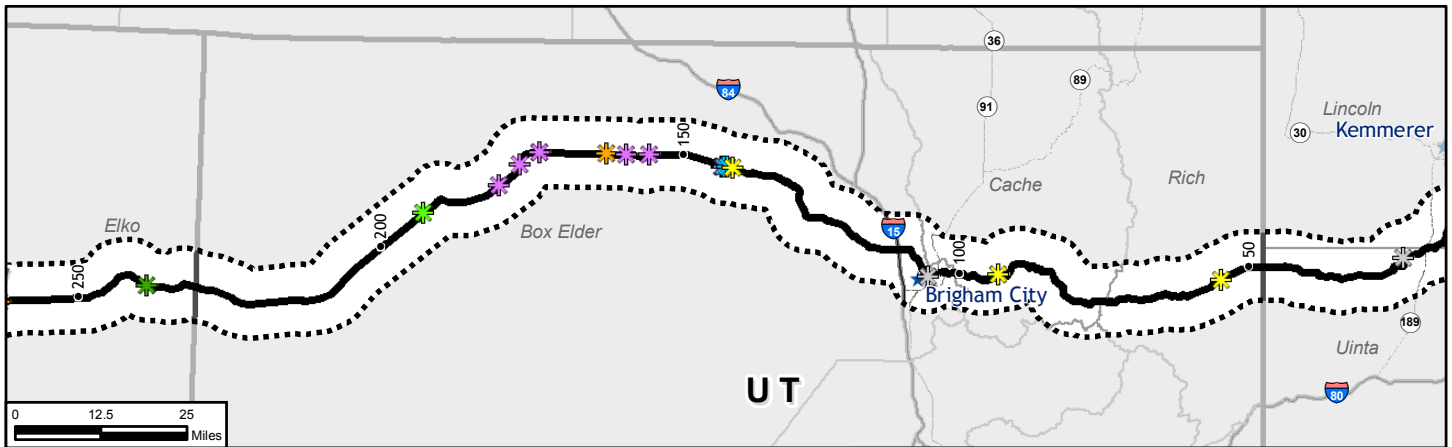 36
89
84
91
Lincoln
30
Kemmerer
150
Cache
Rich
Elko
200
Box Elder
15
250
100
50
Brigham City
189
Uinta
UT
80
0 12.5 25
Miles